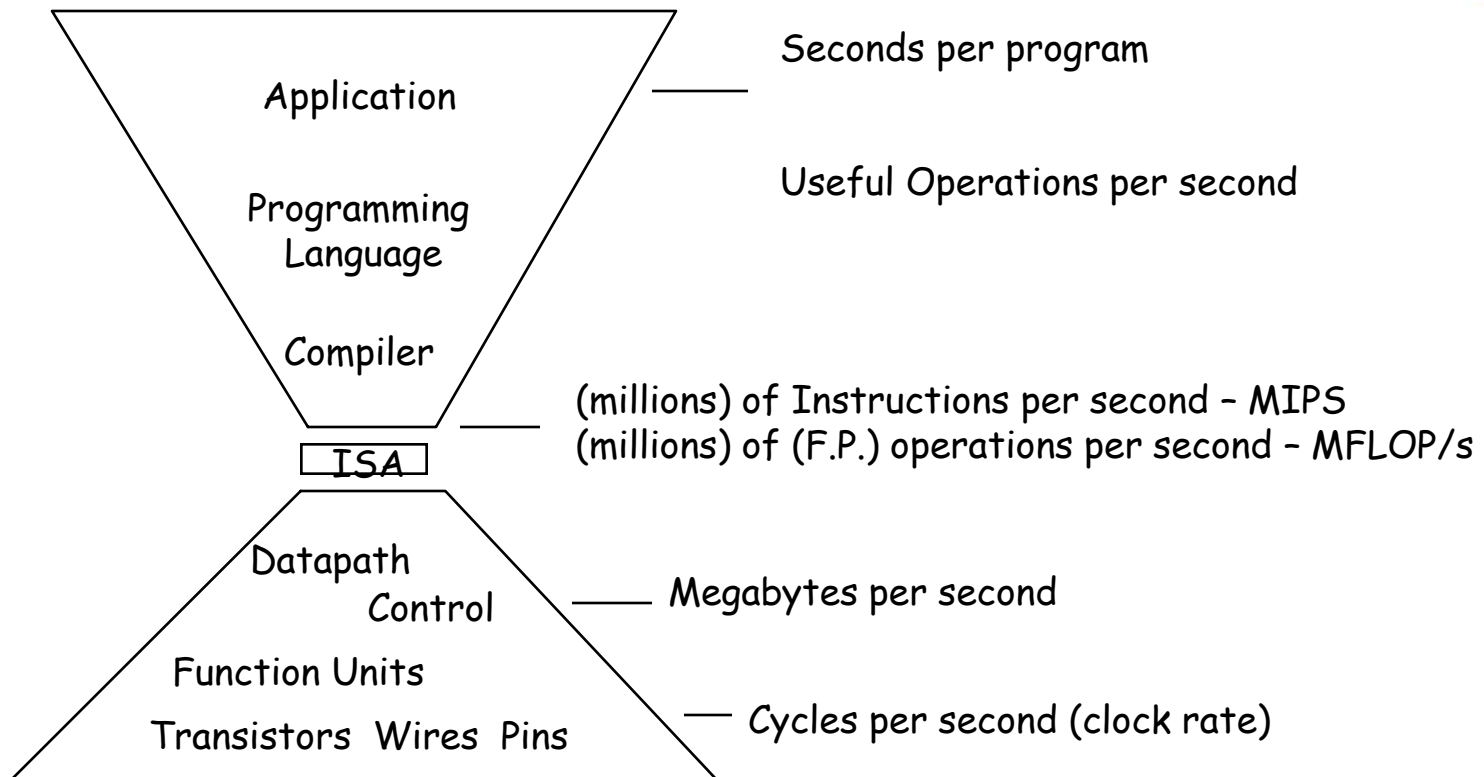 Seconds per program
Application
Useful Operations per second
Programming
Language
Compiler
(millions) of Instructions per second – MIPS
(millions) of (F.P.) operations per second – MFLOP/s
ISA
Datapath
Control
Megabytes per second
Function Units
Transistors Wires Pins
Cycles per second (clock rate)